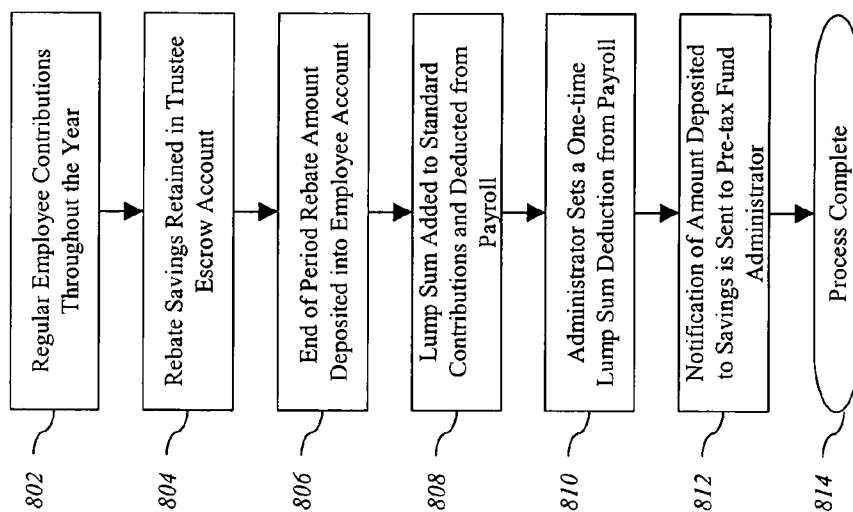 802
Regular Employee Contributions
Throughout the Year
804
Rebate Savings Retained in Trustee
Escrow Account
806
End of Period Rebate Amount
Deposited into Employee Account
808
Lump Sum Added to Standard
Contributions and Deducted from
Payroll
810
Administrator Sets a One-time
Lump Sum Deduction from Payroll
812
Notification of Amount Deposited
to Savings is Sent to Pre-tax Fund
Administrator
814
Process Complete